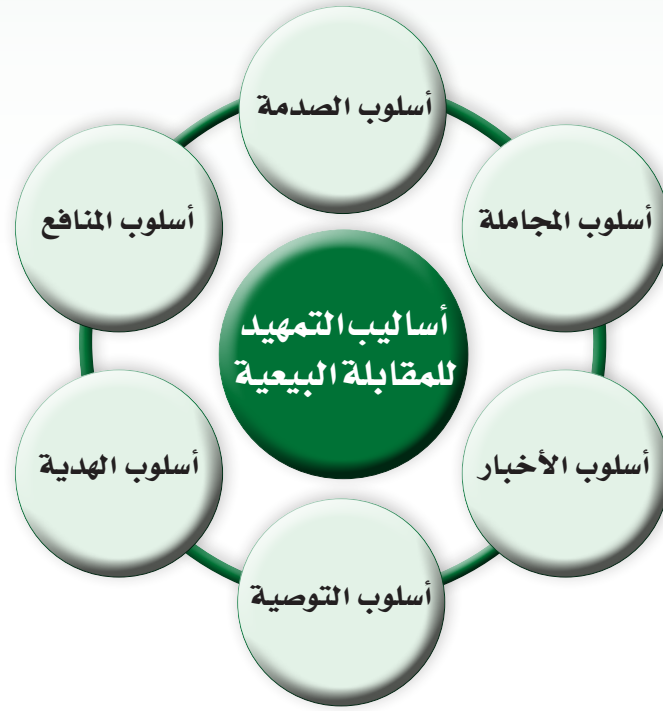 أساليب التمهيد
للمقابلة البيعية
أسلوب الصدمة
أسلوب المجاملة
أسلوب الأخبار
أسلوب التوصية
أسلوب الهدية
أسلوب المنافع